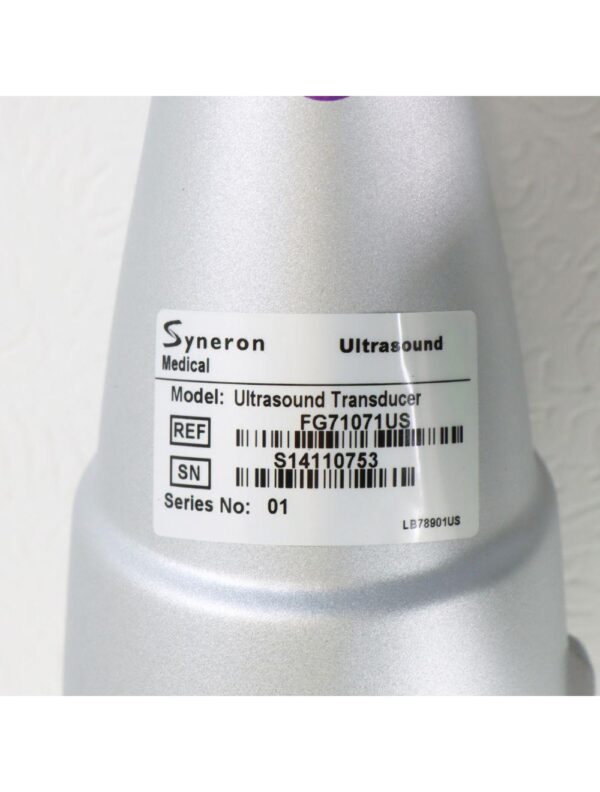 Syneron Ultrasound
Medical
Model: Ultrasound Transducer
FG71071US
REF
S14110753
SN
Series No: 01
LB78901US